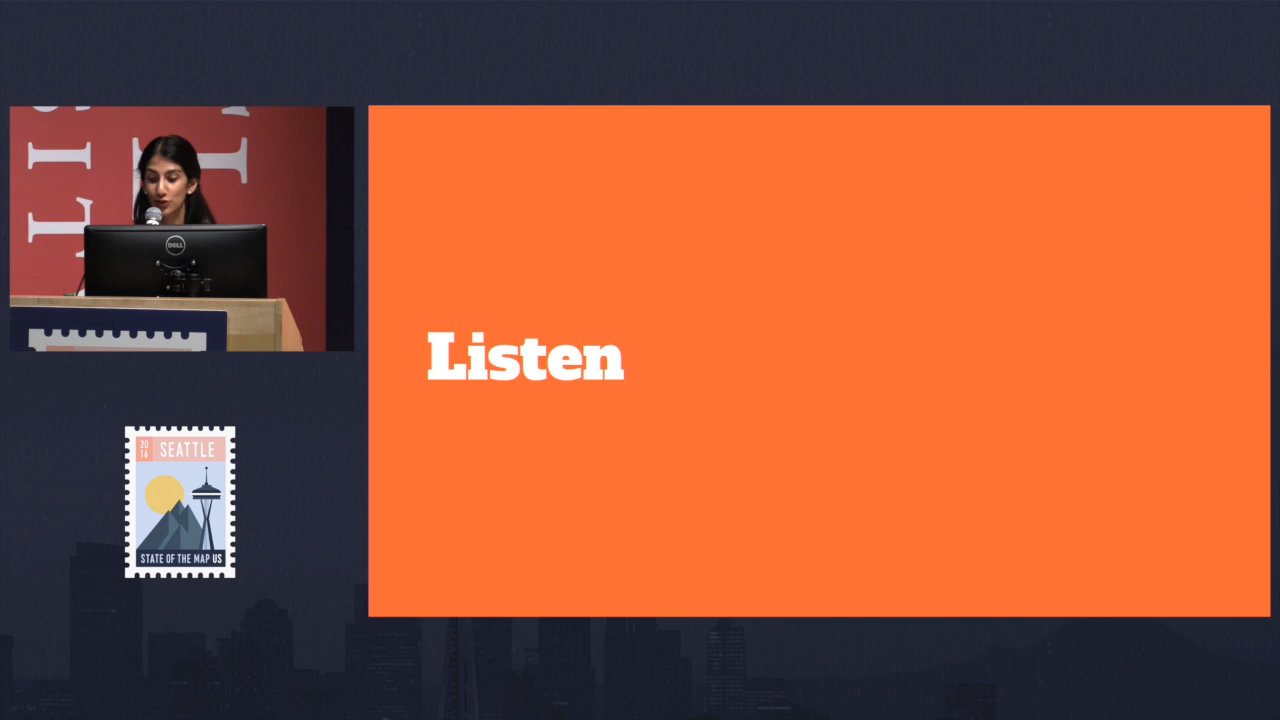 DELL
Listen
20
16
SEATTLE
STATE OF THE MAP US